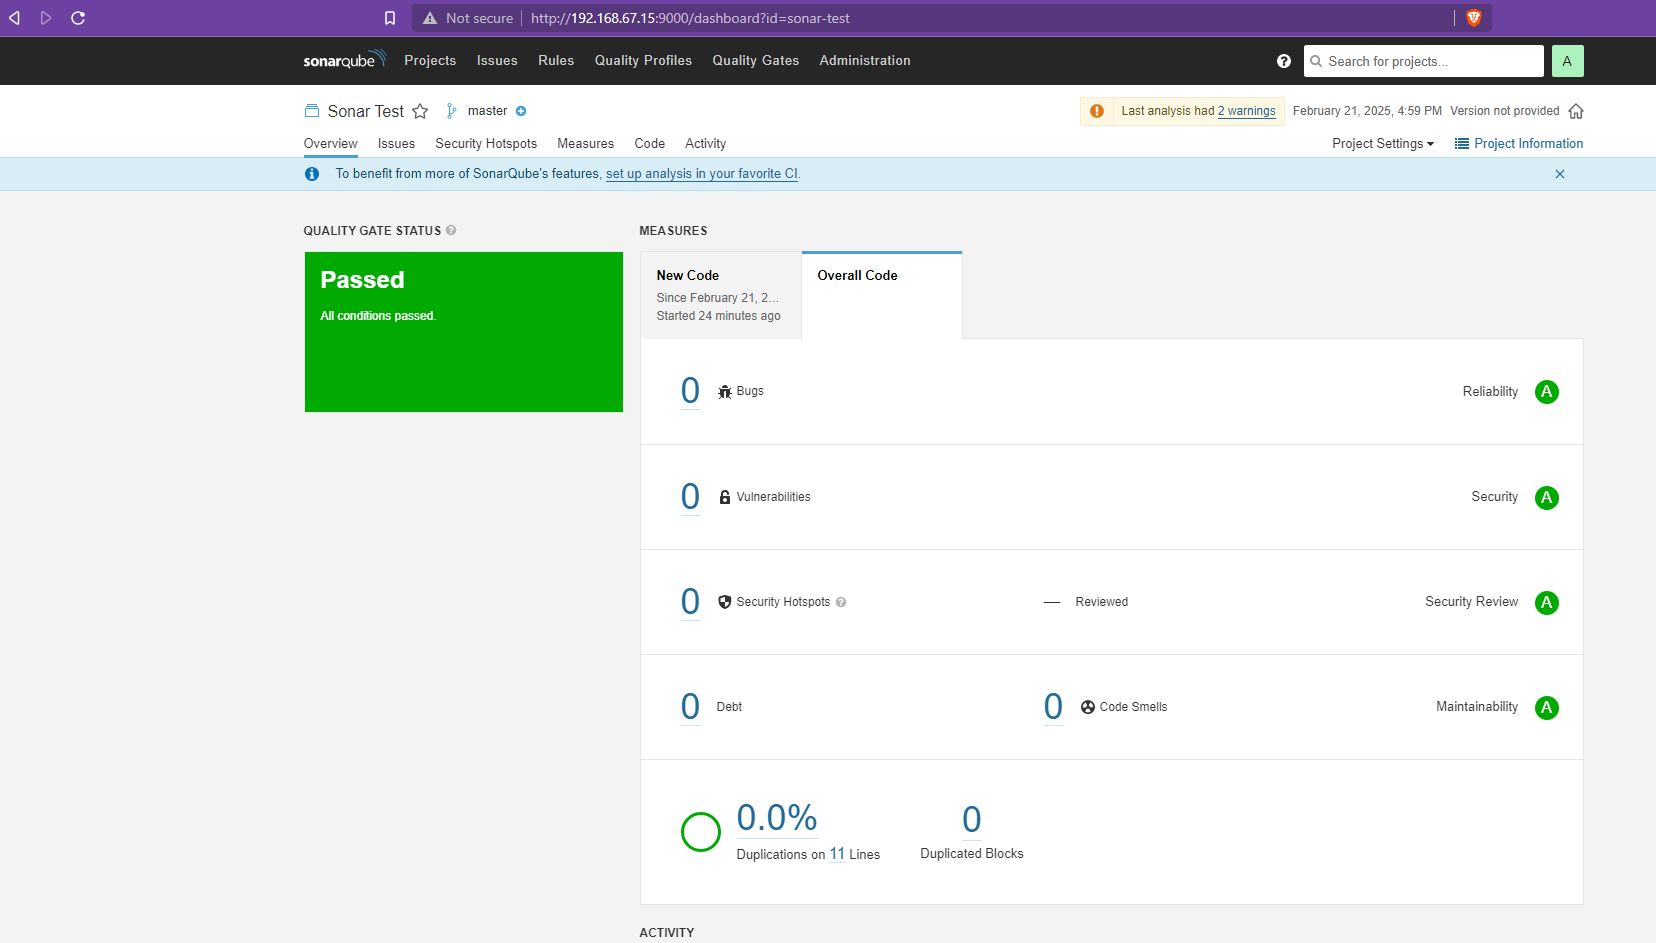 Not secure http://192.168.67.15:9000/dashboard?id=sonar-test
sonarqube Projects Issues Rules Quality Profiles Quality Gates Administration Search for projects... A
Sonar Test master Last analysis had 2 warnings February 21, 2025, 4:59 PM Version not provided
Overview Issues Security Hotspots Measures Code Activity Project Settings Project Information
To benefit from more of SonarQube's features, set up analysis in your favorite CI.
QUALITY GATE STATUS
Passed
All conditions passed.
MEASURES
New Code
Since February 21, 2...
Started 24 minutes ago
Overall Code
0 Bugs Reliability A
0 Vulnerabilities Security A
0 Security Hotspots — Reviewed Security Review A
0 Debt 0 Code Smells Maintainability A
0.0%
Duplications on 11 Lines
0
Duplicated Blocks
ACTIVITY